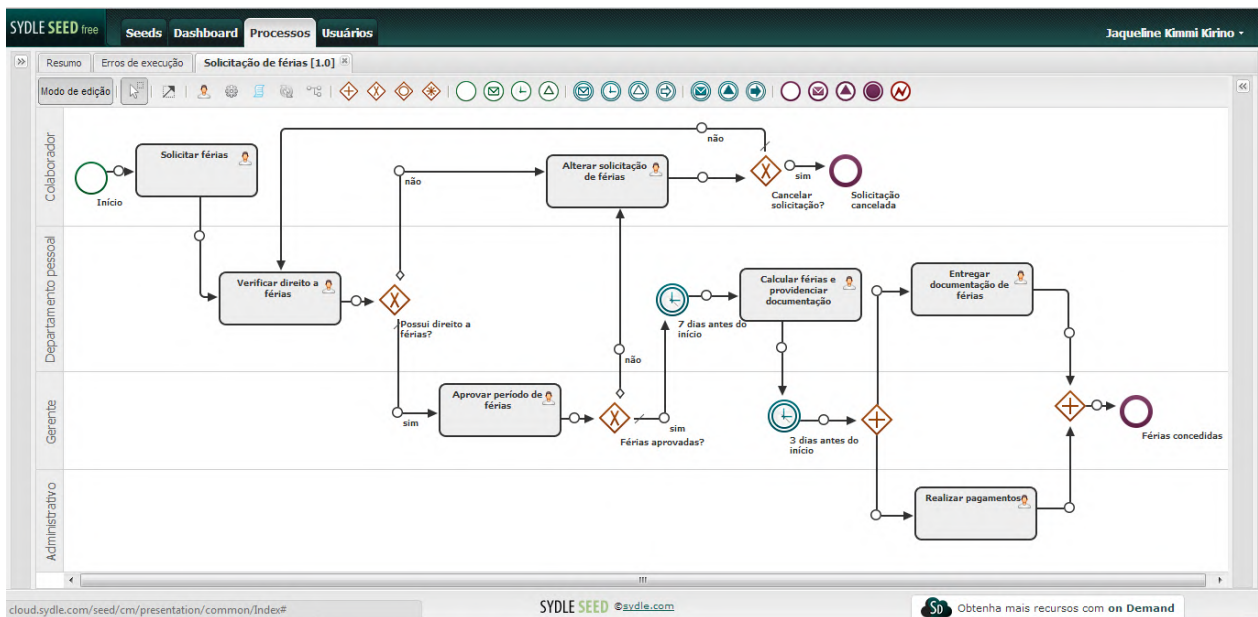 SYDLE SEED free
Seeds Dashboard Processos Usuários
Jaqueline Kimmi Kirino
Resumo Erros de execução Solicitação de férias [1.0]
Modo de edição
Colaborador
Início
Solicitar férias
não
Alterar solicitação
de férias
não
Cancelar
solicitação?
sim
Solicitação
cancelada
Departamento pessoal
Verificar direito a
férias
Possui direito a
férias?
não
7 dias antes do
início
Calcular férias e
providenciar
documentação
Entregar
documentação de
férias
Gerente
sim
Aprovar período de
férias
Férias aprovadas?
sim
3 dias antes do
início
Férias concedidas
Administrativo
Realizar pagamentos
cloud.sydle.com/seed/cm/presentation/common/Index#
SYDLE SEED ©sydle.com
SD Obtenha mais recursos com on Demand